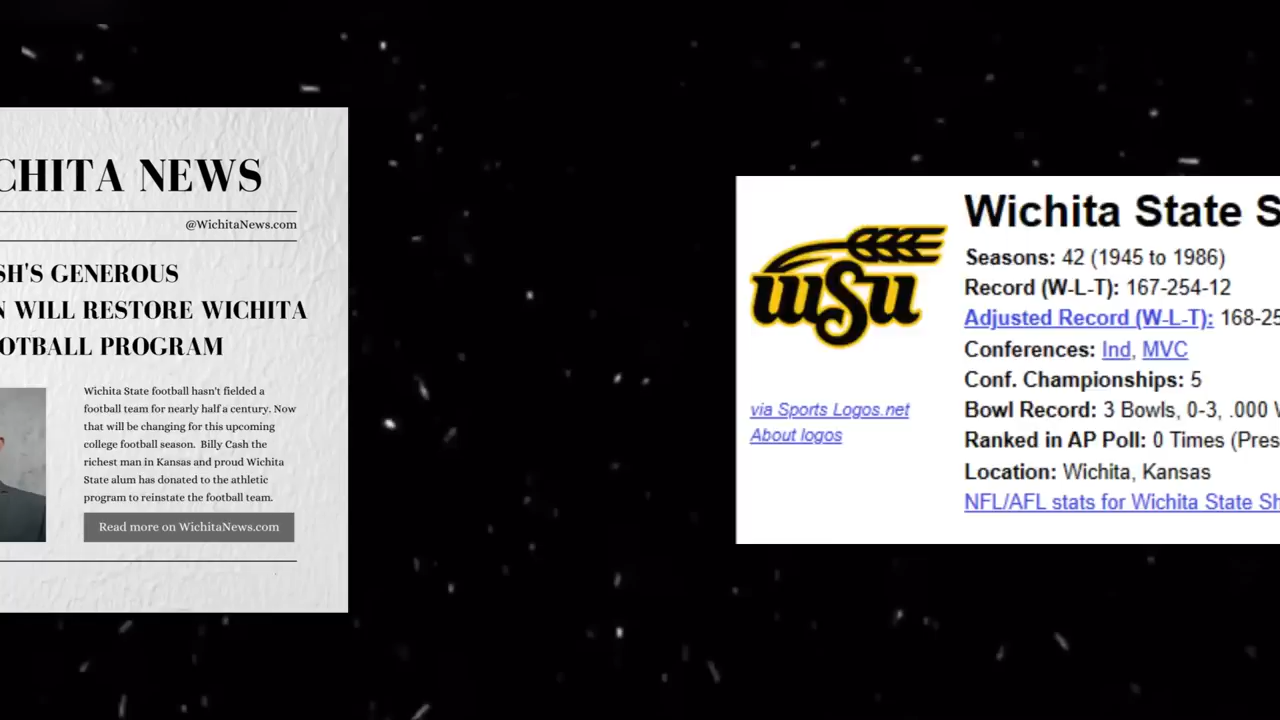 CHITA NEWS
@WichitaNews.com
SH'S GENEROUS
N WILL RESTORE WICHITA
OTBALL PROGRAM
Wichita State football hasn't fielded a
football team for nearly half a century. Now
that will be changing for this upcoming
college football season. Billy Cash the
richest man in Kansas and proud Wichita
State alum has donated to the athletic
program to reinstate the football team.
Read more on WichitaNews.com
wsu
via Sports Logos.net
About logos
Wichita State S
Seasons: 42 (1945 to 1986)
Record (W-L-T): 167-254-12
Adjusted Record (W-L-T): 168-25
Conferences: Ind, MVC
Conf. Championships: 5
Bowl Record: 3 Bowls, 0-3, .000 W
Ranked in AP Poll: 0 Times (Pres
Location: Wichita, Kansas
NFL/AFL stats for Wichita State Sh